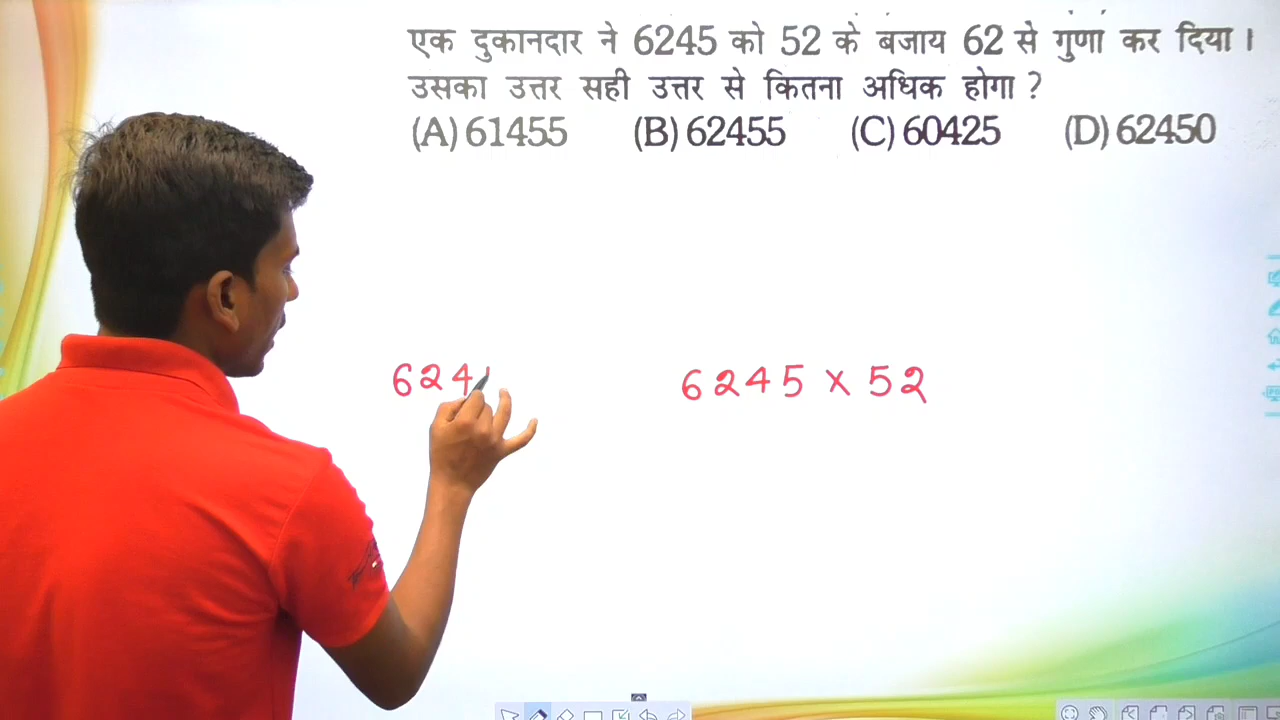 एक दुकानदार ने 6245 को 52 के बजाय 62 से गुणा कर दिया ।
उसका उत्तर सही उत्तर से कितना अधिक होगा ?
(A) 61455 (B) 62455 (C) 60425 (D) 62450
624 6245 x 52